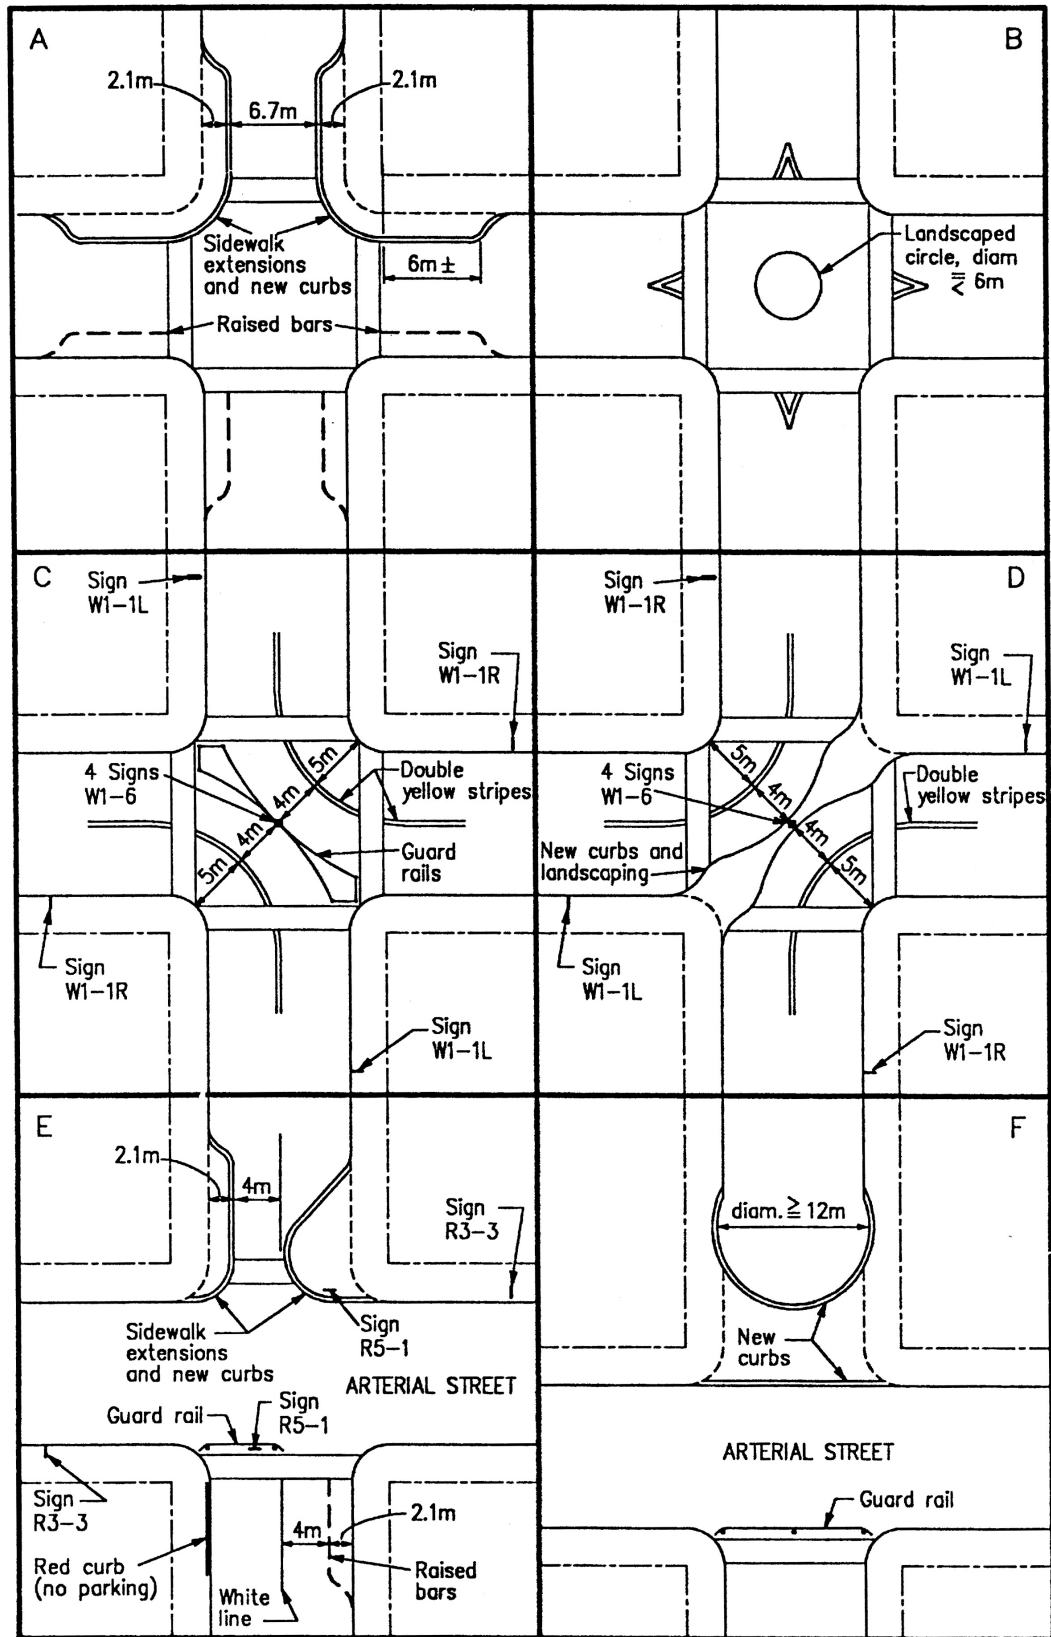 A
2.1m
6.7m
2.1m
Sidewalk
extensions
and new curbs
6m ±
Raised bars
B
Landscaped
circle, diam
≦ 6m
C
Sign
W1-1L
Sign
W1-1R
4 Signs
W1-6
5m
4m
4m
5m
Double
yellow stripes
Guard
rails
Sign
W1-1R
Sign
W1-1L
D
Sign
W1-1R
Sign
W1-1L
4 Signs
W1-6
5m
4m
4m
5m
Double
yellow stripes
New curbs and
landscaping
Sign
W1-1L
Sign
W1-1R
E
2.1m
4m
Sign
R3-3
Sidewalk
extensions
and new curbs
Sign
R5-1
ARTERIAL STREET
Guard rail
Sign
R5-1
Sign
R3-3
Red curb
(no parking)
White
line
4m
2.1m
Raised
bars
F
diam. ≧ 12m
New
curbs
ARTERIAL STREET
Guard rail